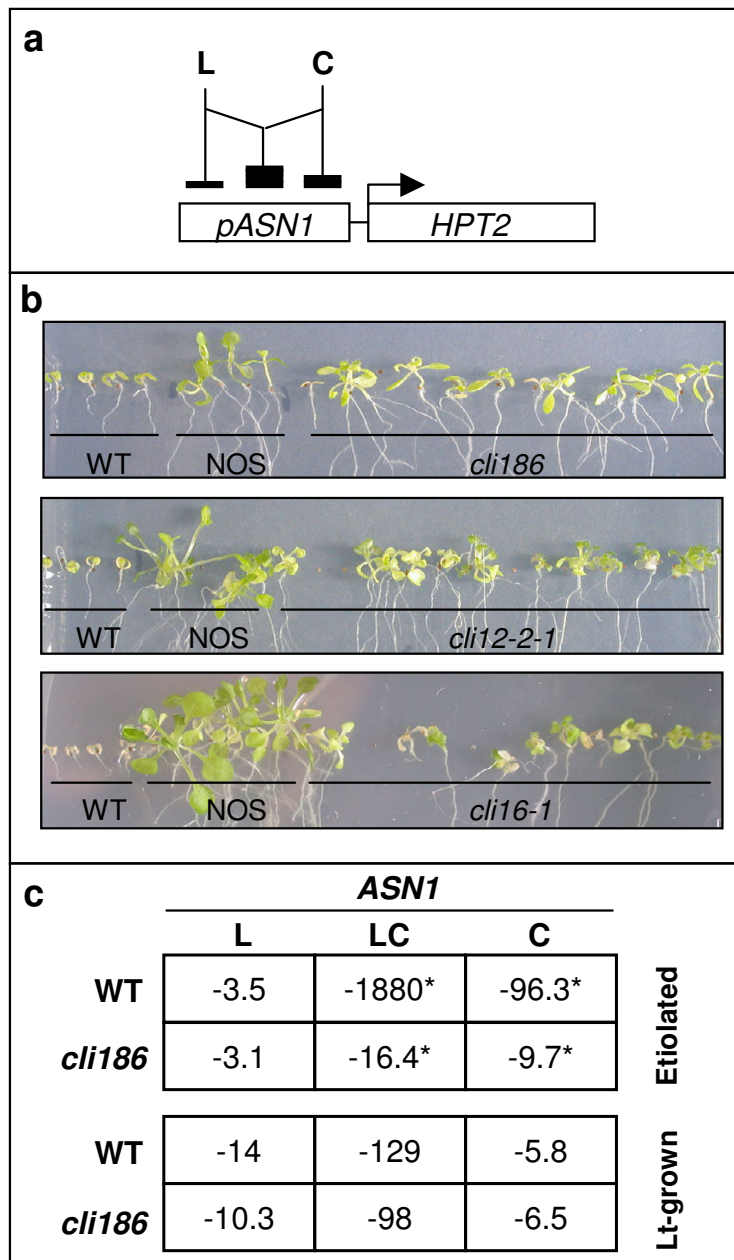 a
L C
pASN1 HPT2
b
WT NOS cli186
WT NOS cli12-2-1
WT NOS cli16-1
c
ASN1
L LC C
WT -3.5 -1880* -96.3*
cli186 -3.1 -16.4* -9.7*
Etiolated
WT -14 -129 -5.8
cli186 -10.3 -98 -6.5
Lt-grown